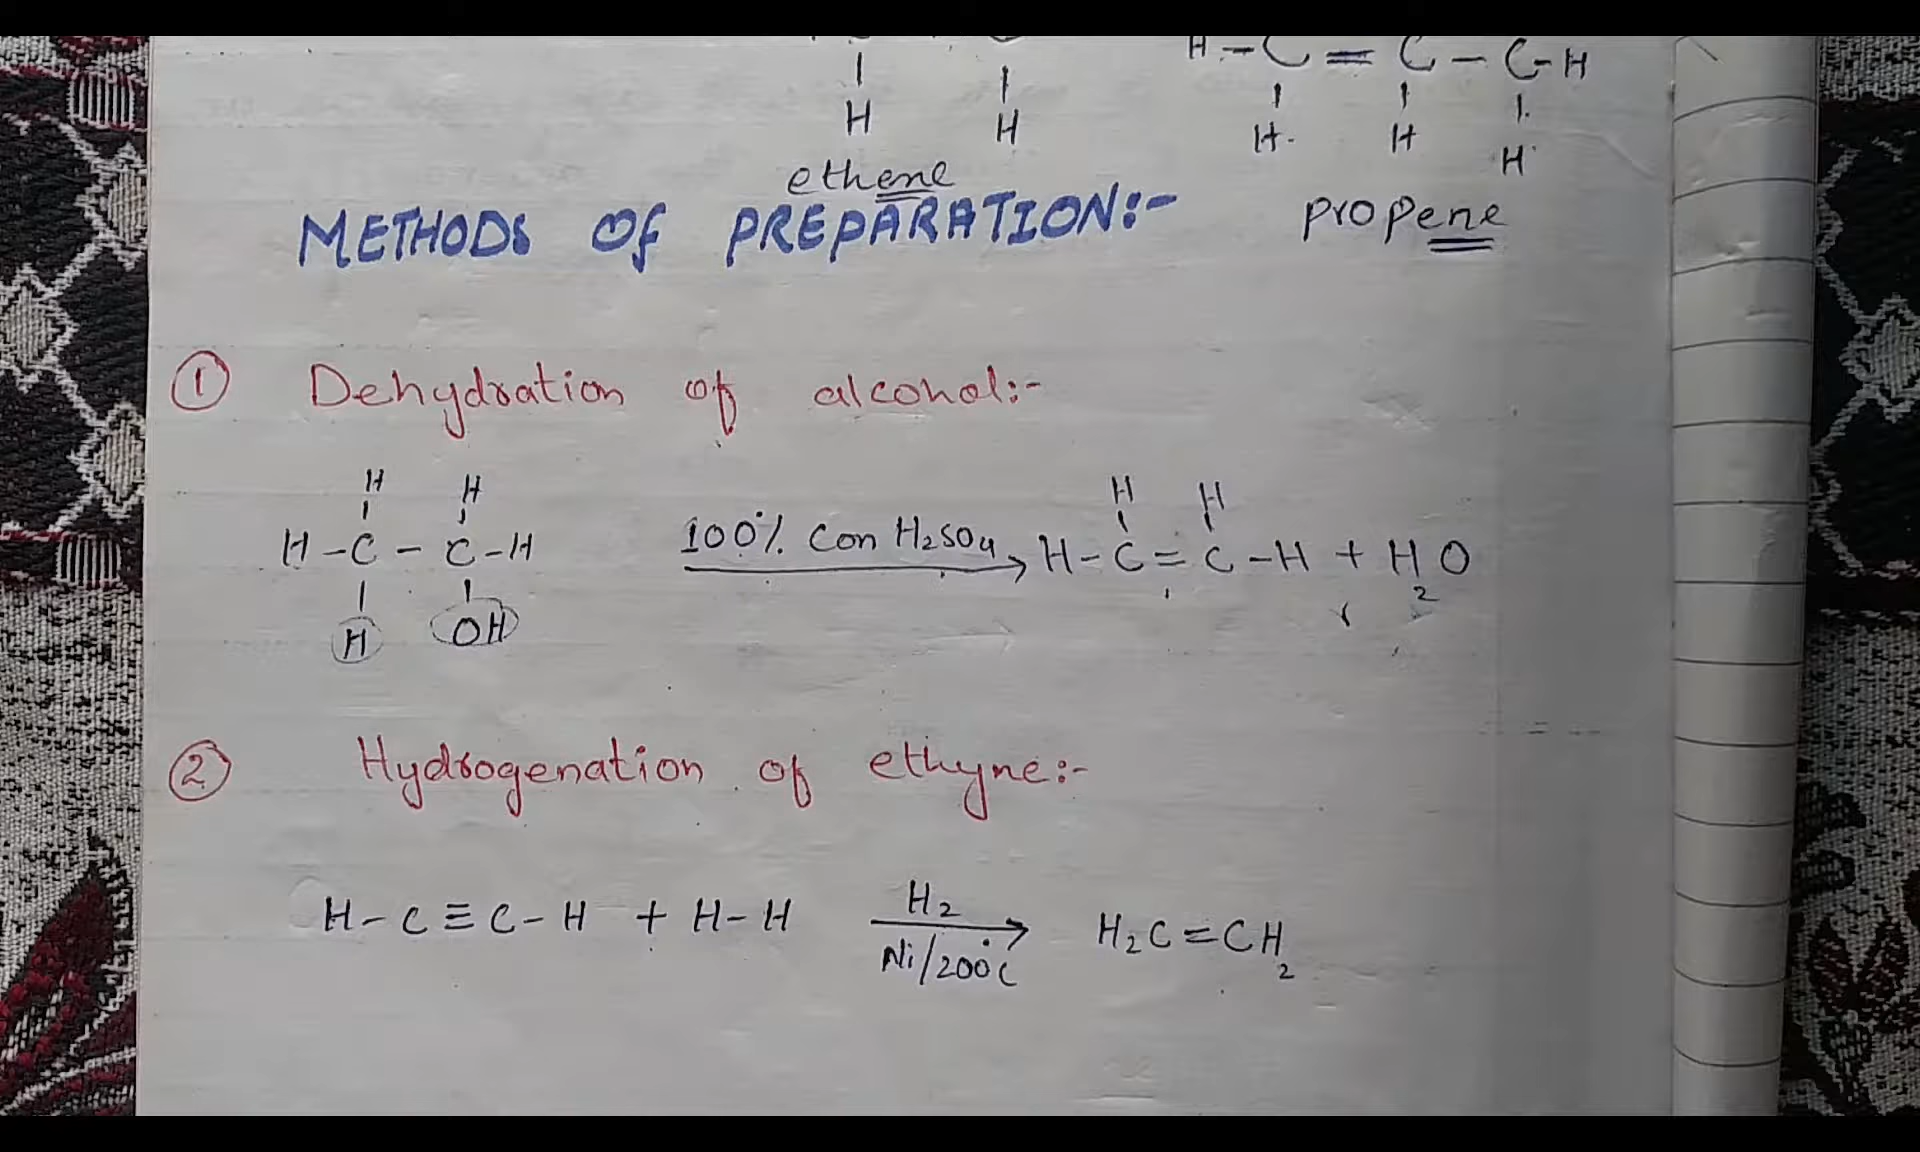 H-C=C-C-H
H H H
H H
ethene
METHODS Of PREPARATION:-
propene
① Dehydration of alcohol:-
H H
H-C-C-H
H OH
100% Con H₂SO₄
H H
H-C=C-H + H₂O
② Hydrogenation of ethyne:-
H-C≡C-H + H-H
H₂
Ni/200°C
H₂C=CH₂